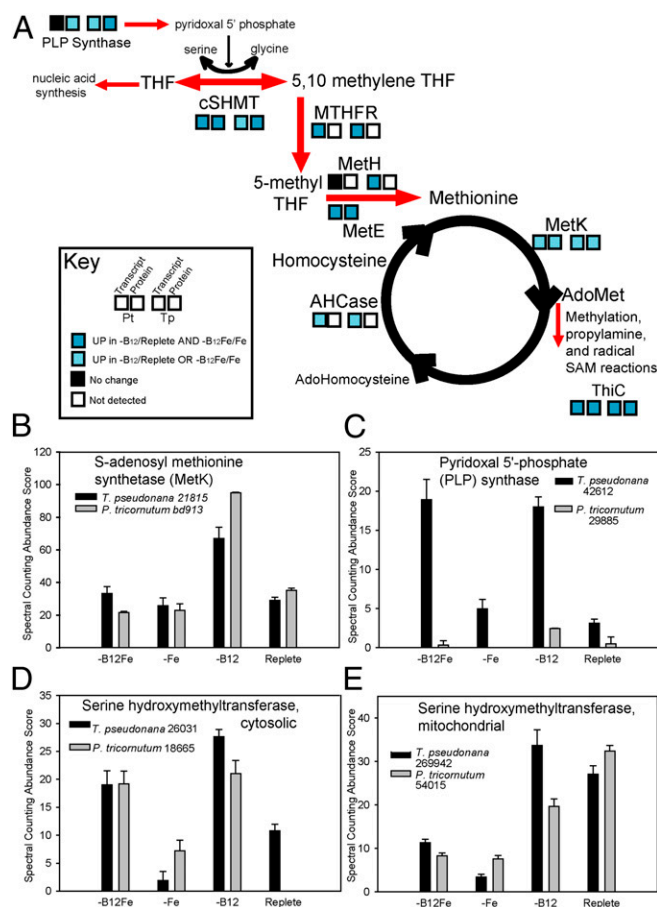 A
PLP Synthase
pyridoxal 5' phosphate
serine
glycine
nucleic acid
synthesis
THF
5,10 methylene THF
cSHMT
MTHFR
MetH
5-methyl
THF
Methionine
MetE
MetK
Homocysteine
AHCase
AdoMet
AdoHomocysteine
Methylation,
propylamine,
and radical
SAM reactions
ThiC
Key
Transcript
Protein
Transcript
Protein
Pt
Tp
UP in -B12/Replete AND -B12Fe/Fe
UP in -B12/Replete OR -B12Fe/Fe
No change
Not detected
B
S-adenosyl methionine
synthetase (MetK)
T. pseudonana 21815
P. tricornutum bd913
Spectral Counting Abundance Score
120
100
80
60
40
20
0
-B12Fe
-Fe
-B12
Replete
C
Pyridoxal 5'-phosphate
(PLP) synthase
T. pseudonana
42612
P. tricornutum
29885
Spectral Counting Abundance Score
25
20
15
10
5
0
-B12Fe
-Fe
-B12
Replete
D
Serine hydroxymethyltransferase,
cytosolic
T. pseudonana 26031
P. tricornutum 18665
Spectral Counting Abundance Score
35
30
25
20
15
10
5
0
-B12Fe
-Fe
-B12
Replete
E
Serine hydroxymethyltransferase,
mitochondrial
T. pseudonana
269942
P. tricornutum
54015
Spectral Counting Abundance Score
40
30
20
10
0
-B12Fe
-Fe
-B12
Replete